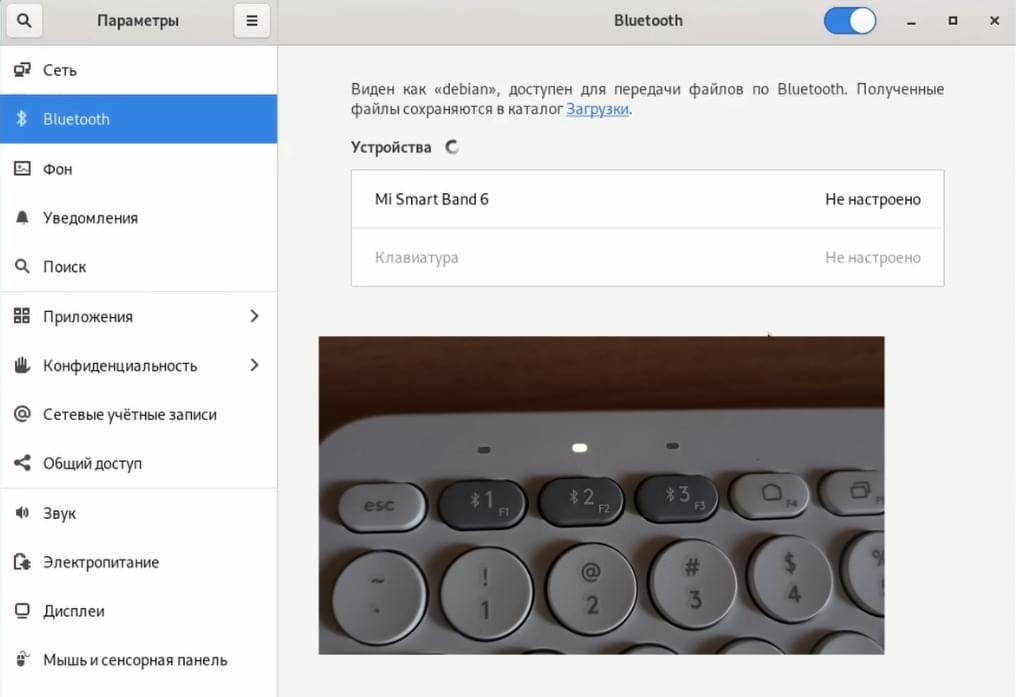 Параметры
Bluetooth
Сеть
Bluetooth
Фон
Уведомления
Поиск
Приложения
Конфиденциальность
Сетевые учётные записи
Общий доступ
Звук
Электропитание
Дисплеи
Мышь и сенсорная панель
Виден как «debian», доступен для передачи файлов по Bluetooth. Полученные
файлы сохраняются в каталог Загрузки.
Устройства
Mi Smart Band 6 Не настроено
Клавиатура Не настроено
esc 1 F1 2 F2 3 F3 F4
~ ! @ # $
` 1 2 3 4